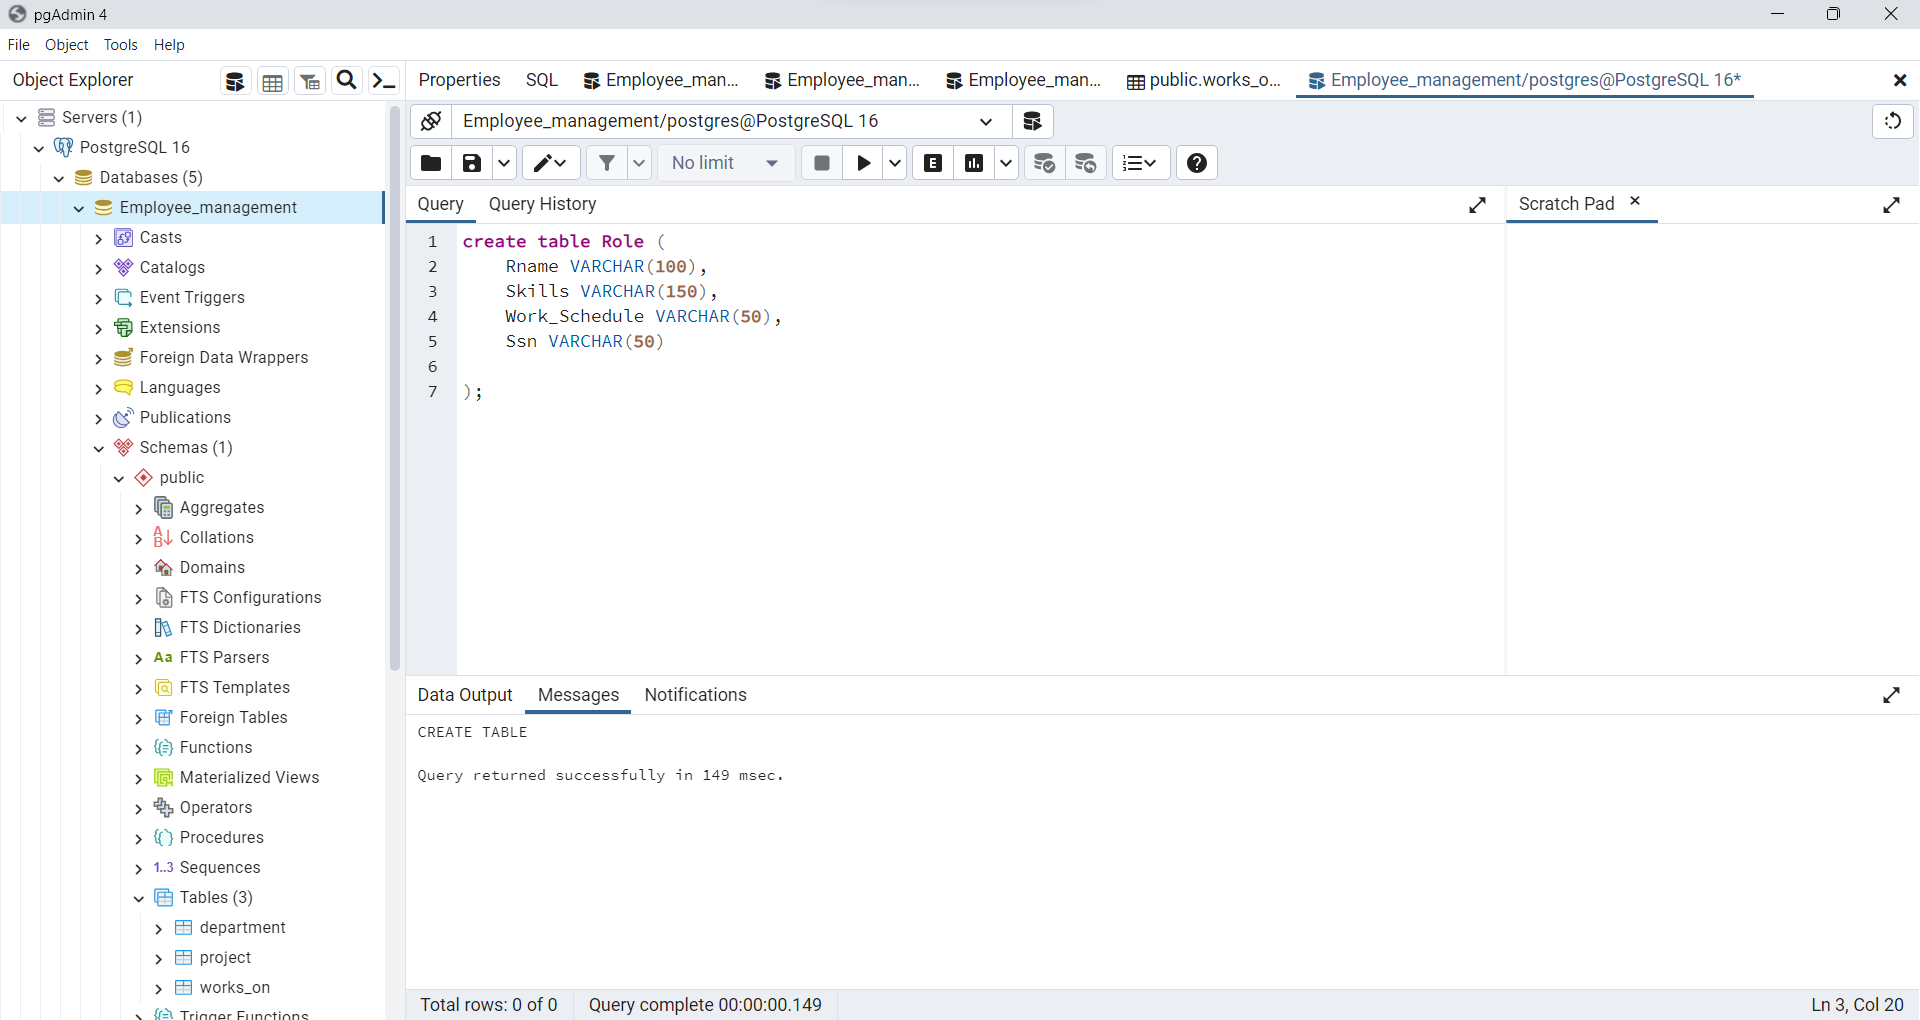 pgAdmin 4
File Object Tools Help
Object Explorer
Properties SQL Employee_man... Employee_man... Employee_man... public.works_o... Employee_management/postgres@PostgreSQL 16*
Servers (1)
PostgreSQL 16
Databases (5)
Employee_management
Casts
Catalogs
Event Triggers
Extensions
Foreign Data Wrappers
Languages
Publications
Schemas (1)
public
Aggregates
Collations
Domains
FTS Configurations
FTS Dictionaries
Aa FTS Parsers
FTS Templates
Foreign Tables
Functions
Materialized Views
Operators
Procedures
1..3 Sequences
Tables (3)
department
project
works_on
Trigger Functions
Employee_management/postgres@PostgreSQL 16
No limit E
Query Query History
Scratch Pad
1 create table Role (
2 Rname VARCHAR(100),
3 Skills VARCHAR(150),
4 Work_Schedule VARCHAR(50),
5 Ssn VARCHAR(50)
6
7 );
Data Output Messages Notifications
CREATE TABLE
Query returned successfully in 149 msec.
Total rows: 0 of 0 Query complete 00:00:00.149 Ln 3, Col 20